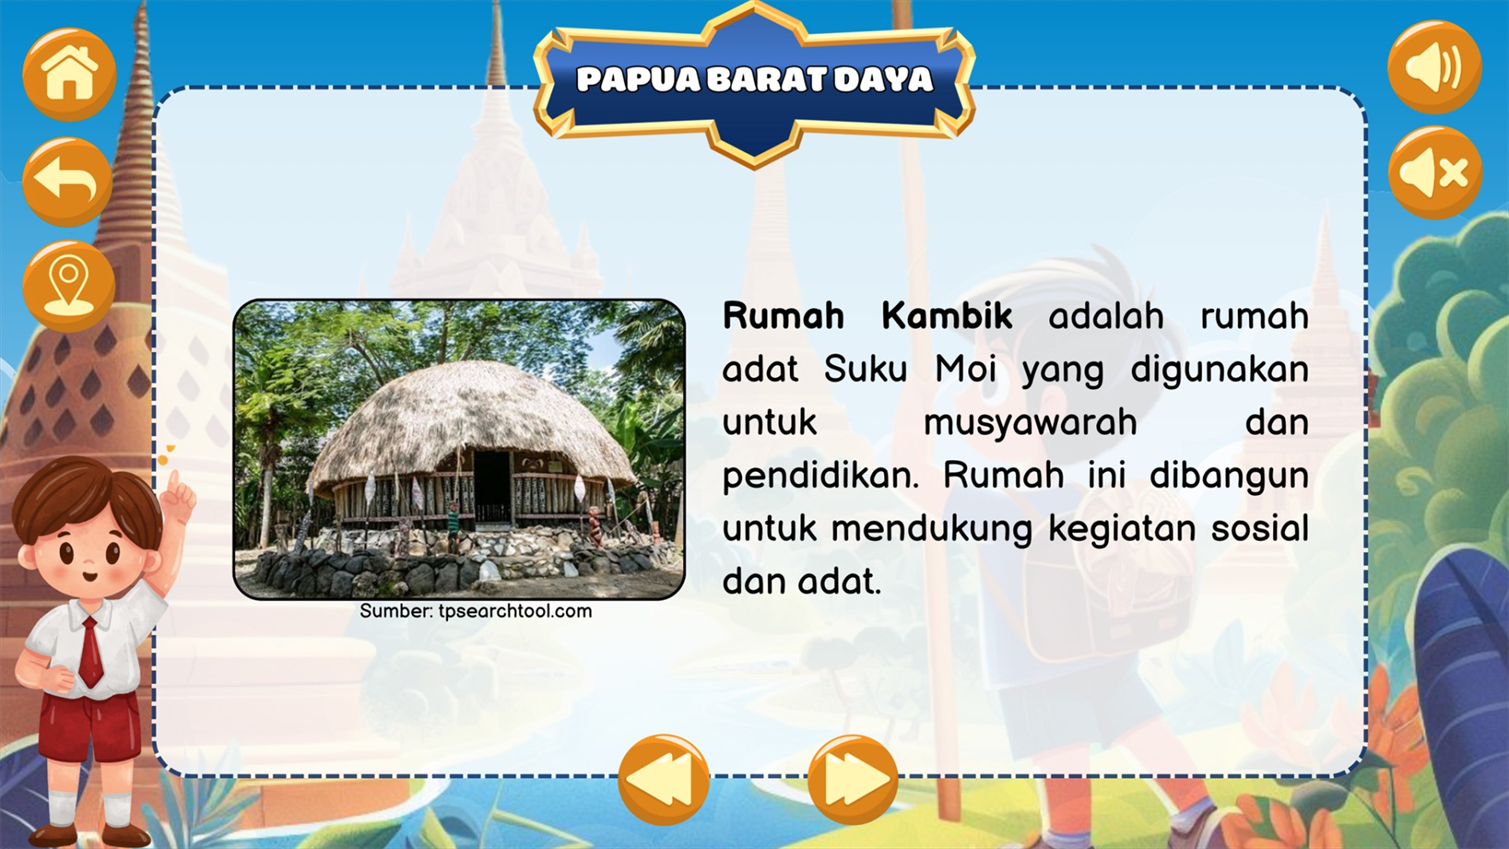 PAPUA BARAT DAYA
Rumah Kambik adalah rumah
adat Suku Moi yang digunakan
untuk musyawarah dan
pendidikan. Rumah ini dibangun
untuk mendukung kegiatan sosial
dan adat.
Sumber: tpsearchtool.com